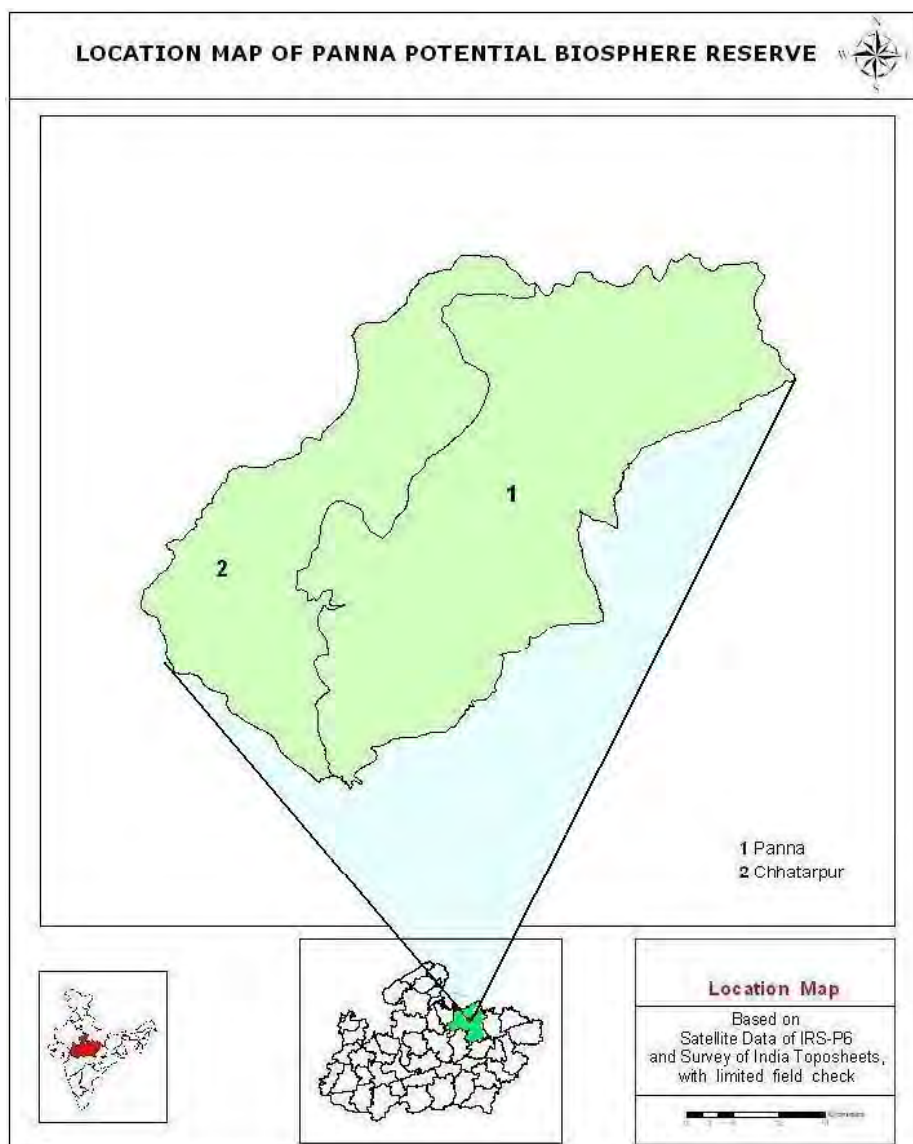 LOCATION MAP OF PANNA POTENTIAL BIOSPHERE RESERVE
N
W
S
1
2
1 Panna
2 Chhatarpur
Location Map
Based on
Satellite Data of IRS-P6
and Survey of India Toposheets,
with limited field check